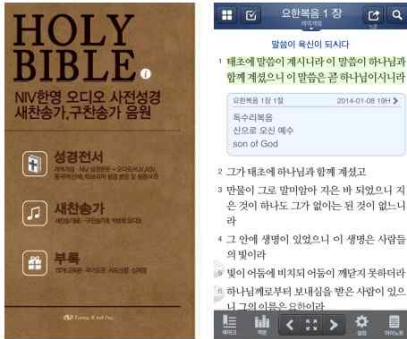 HOLY
BIBLE
NIV한영 오디오 사전성경
새찬송가,구찬송가 음원
성경전서
새찬송가
부록
요한복음 1 장
말씀이 육신이 되시다
1 태초에 말씀이 계시니라 이 말씀이 하나님과
함께 계셨으니 이 말씀은 곧 하나님이시니라
요한복음 1장 1절 2014-01-08 19H >
독수리복음
신으로 오신 예수
son of God
2 그가 태초에 하나님과 함께 계셨고
3 만물이 그로 말미암아 지은 바 되었으니 지
은 것이 하나도 그가 없이는 된 것이 없느니
라
4 그 안에 생명이 있었으니 이 생명은 사람들
의 빛이라
5 빛이 어둠에 비치되 어둠이 깨닫지 못하더라
6 하나님께로부터 보내심을 받은 사람이 있으
니 그의 이름은 요한이라